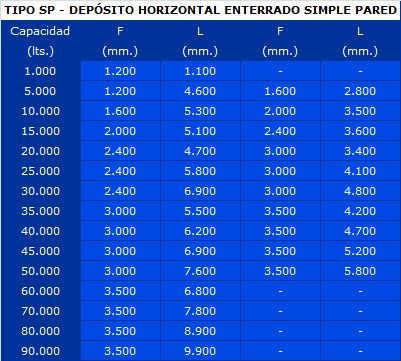 TIPO SP - DEPÓSITO HORIZONTAL ENTERRADO SIMPLE PARED
Capacidad F L F L
(lts.) (mm.) (mm.) (mm.) (mm.)
1.000 1.200 1.100 - -
5.000 1.200 4.600 1.600 2.800
10.000 1.600 5.300 2.000 3.500
15.000 2.000 5.100 2.400 3.600
20.000 2.400 4.700 3.000 3.400
25.000 2.400 5.800 3.000 4.100
30.000 2.400 6.900 3.000 4.800
35.000 3.000 5.500 3.500 4.200
40.000 3.000 6.200 3.500 4.700
45.000 3.000 6.900 3.500 5.200
50.000 3.000 7.600 3.500 5.800
60.000 3.500 6.800 - -
70.000 3.500 7.800 - -
80.000 3.500 8.900 - -
90.000 3.500 9.900 - -